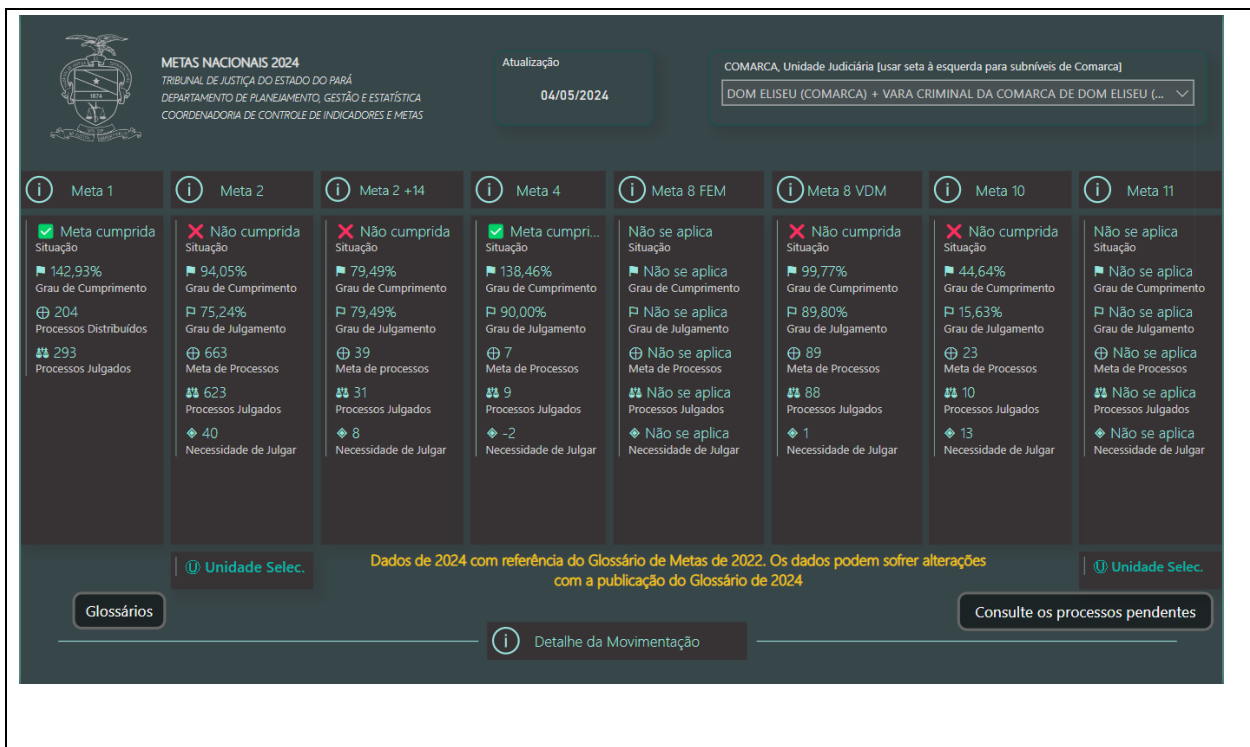 METAS NACIONAIS 2024
TRIBUNAL DE JUSTIÇA DO ESTADO DO PARÁ
DEPARTAMENTO DE PLANEJAMENTO, GESTÃO E ESTATÍSTICA
COORDENADORIA DE CONTROLE DE INDICADORES E METAS
1874
Atualização
04/05/2024
COMARCA, Unidade Judiciária [usar seta à esquerda para subníveis de Comarca]
DOM ELISEU (COMARCA) + VARA CRIMINAL DA COMARCA DE DOM ELISEU (...
Meta 1
✅ Meta cumprida
Situação
142,93%
Grau de Cumprimento
204
Processos Distribuídos
293
Processos Julgados
Meta 2
❌ Não cumprida
Situação
94,05%
Grau de Cumprimento
75,24%
Grau de Julgamento
663
Meta de Processos
623
Processos Julgados
40
Necessidade de Julgar
Unidade Selec.
Meta 2 +14
❌ Não cumprida
Situação
79,49%
Grau de Cumprimento
79,49%
Grau de Julgamento
39
Meta de processos
31
Processos Julgados
8
Necessidade de Julgar
Meta 4
✅ Meta cumpri...
Situação
138,46%
Grau de Cumprimento
90,00%
Grau de Julgamento
7
Meta de Processos
9
Processos Julgados
-2
Necessidade de Julgar
Meta 8 FEM
Não se aplica
Situação
Não se aplica
Grau de Cumprimento
Não se aplica
Grau de Julgamento
Não se aplica
Meta de Processos
Não se aplica
Processos Julgados
Não se aplica
Necessidade de Julgar
Meta 8 VDM
❌ Não cumprida
Situação
99,77%
Grau de Cumprimento
89,80%
Grau de Julgamento
89
Meta de Processos
88
Processos Julgados
1
Necessidade de Julgar
Meta 10
❌ Não cumprida
Situação
44,64%
Grau de Cumprimento
15,63%
Grau de Julgamento
23
Meta de Processos
10
Processos Julgados
13
Necessidade de Julgar
Meta 11
Não se aplica
Situação
Não se aplica
Grau de Cumprimento
Não se aplica
Grau de Julgamento
Não se aplica
Meta de Processos
Não se aplica
Processos Julgados
Não se aplica
Necessidade de Julgar
Unidade Selec.
Dados de 2024 com referência do Glossário de Metas de 2022. Os dados podem sofrer alterações
com a publicação do Glossário de 2024
Glossários
Consulte os processos pendentes
Detalhe da Movimentação